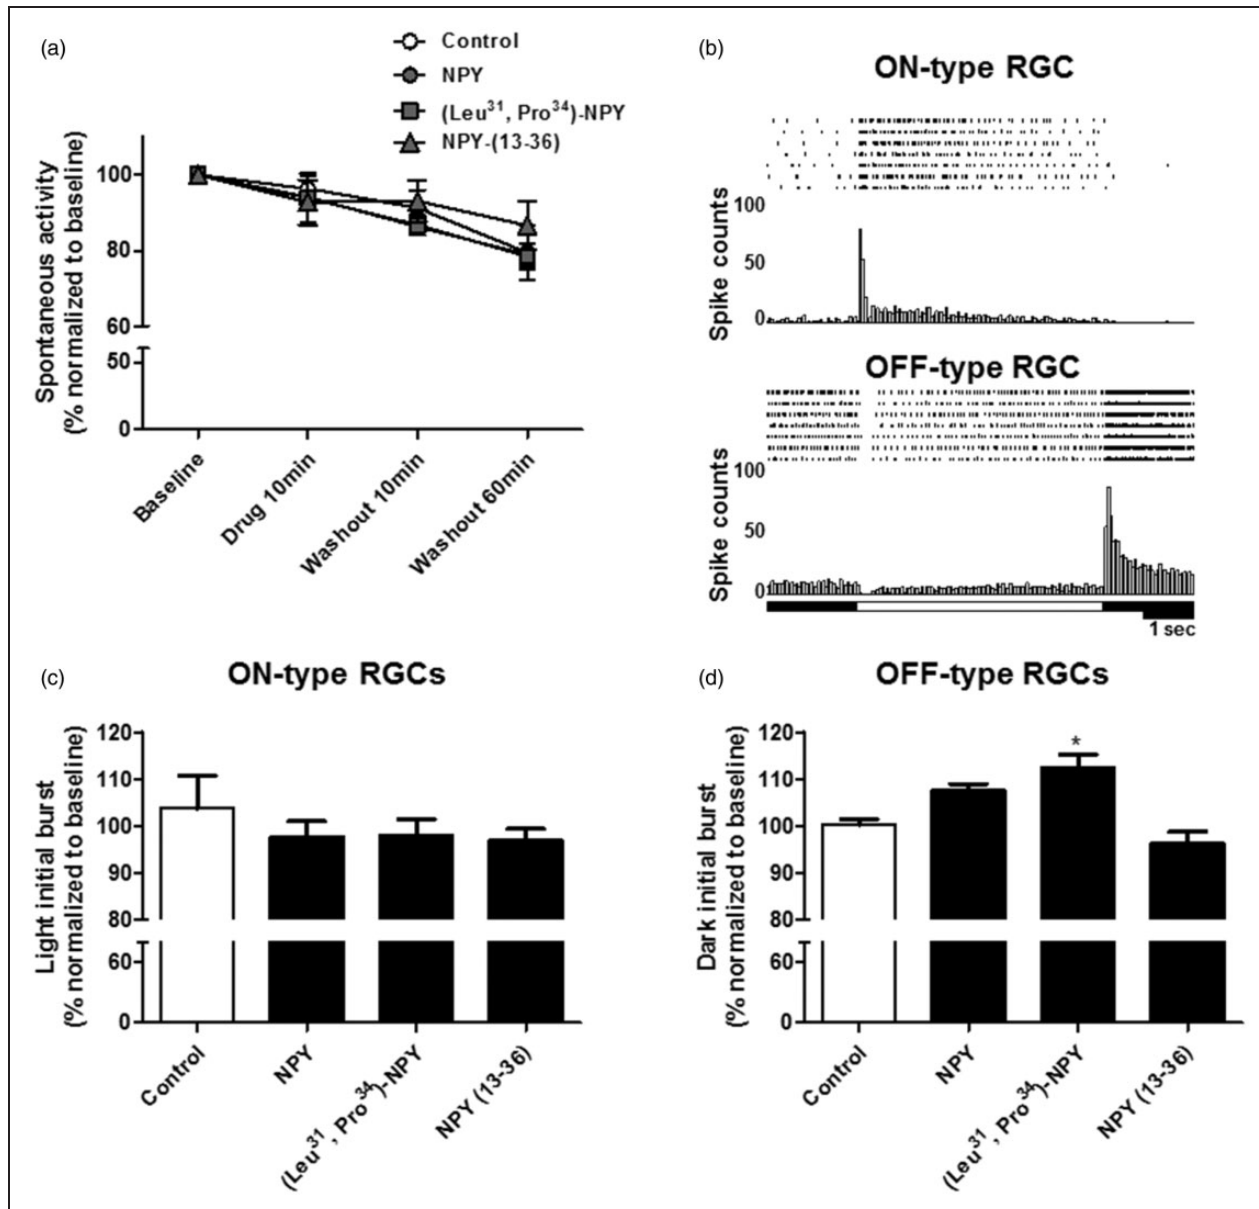 (a)
Control
NPY
(Leu31, Pro34)-NPY
NPY-(13-36)
Spontaneous activity
(% normalized to baseline)
100
80
60
50
0
Baseline
Drug 10min
Washout 10min
Washout 60min
(b)
ON-type RGC
Spike counts
100
50
0
OFF-type RGC
Spike counts
100
50
0
1 sec
(c)
ON-type RGCs
Light initial burst
(% normalized to baseline)
120
110
100
90
80
60
0
Control
NPY
(Leu31, Pro34)-NPY
NPY (13-36)
(d)
OFF-type RGCs
Dark initial burst
(% normalized to baseline)
120
110
100
90
80
60
0
*
Control
NPY
(Leu31, Pro34)-NPY
NPY (13-36)